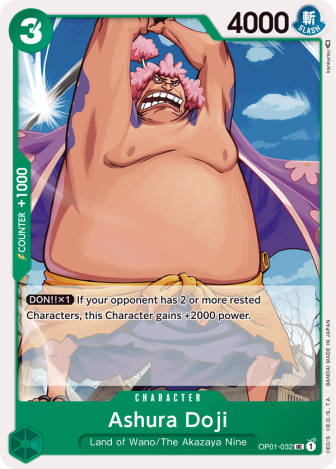 3
4000
斬
SLASH
kankurou
COUNTER +1000
DON!!×1 If your opponent has 2 or more rested
Characters, this Character gains +2000 power.
CHARACTER
Ashura Doji
Land of Wano/The Akazaya Nine
OP01-032 UC 1
©E.O./S ©E.O./S., T.A. BANDAI MADE IN JAPAN